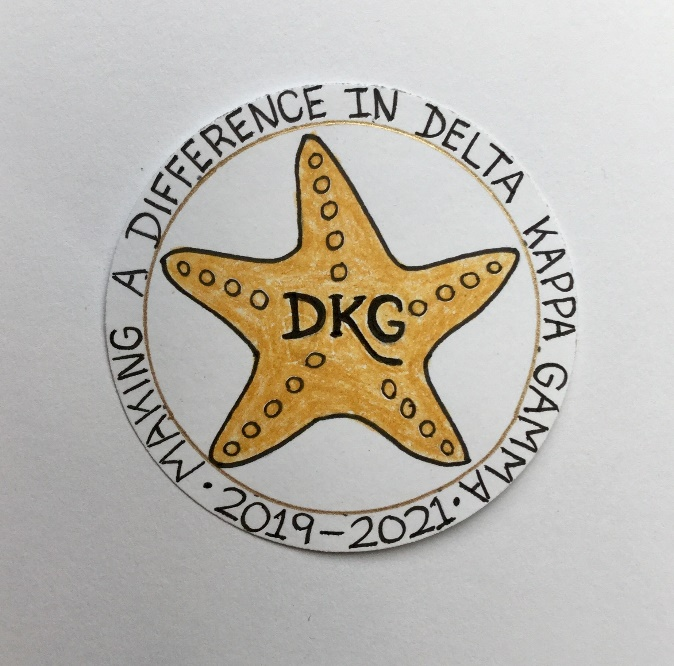 MAKING A DIFFERENCE IN DELTA KAPPA GAMMA
DKG
• 2019-2021 •